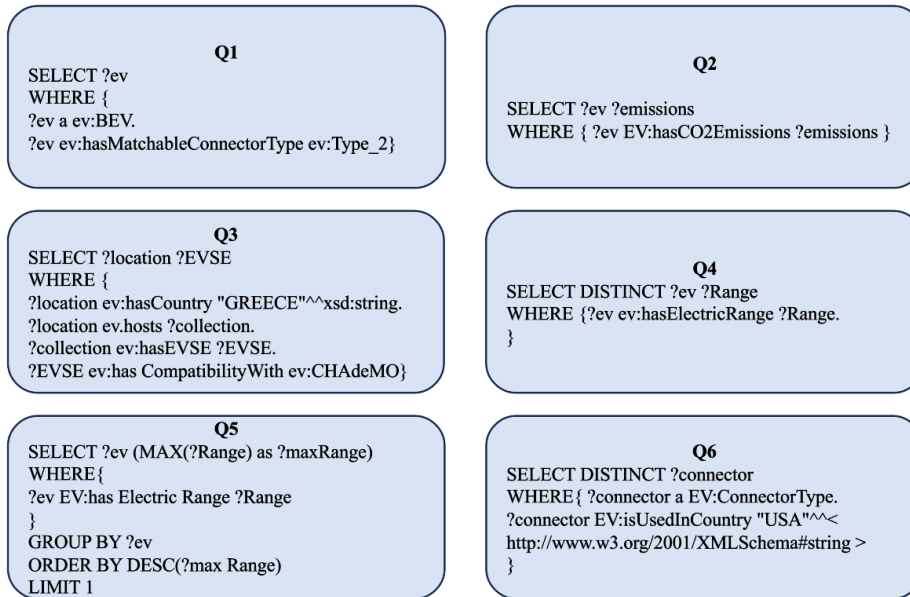 Q1
SELECT ?ev
WHERE {
?ev a ev:BEV.
?ev ev:hasMatchableConnectorType ev:Type_2}
Q2
SELECT ?ev ?emissions
WHERE { ?ev EV:hasCO2Emissions ?emissions }
Q3
SELECT ?location ?EVSE
WHERE {
?location ev:hasCountry "GREECE"^^xsd:string.
?location ev.hosts ?collection.
?collection ev:hasEVSE ?EVSE.
?EVSE ev:has CompatibilityWith ev:CHAdeMO}
Q4
SELECT DISTINCT ?ev ?Range
WHERE {?ev ev:hasElectricRange ?Range.
}
Q5
SELECT ?ev (MAX(?Range) as ?maxRange)
WHERE{
?ev EV:has Electric Range ?Range
}
GROUP BY ?ev
ORDER BY DESC(?max Range)
LIMIT 1
Q6
SELECT DISTINCT ?connector
WHERE{ ?connector a EV:ConnectorType.
?connector EV:isUsedInCountry "USA"^^<
http://www.w3.org/2001/XMLSchema#string >
}